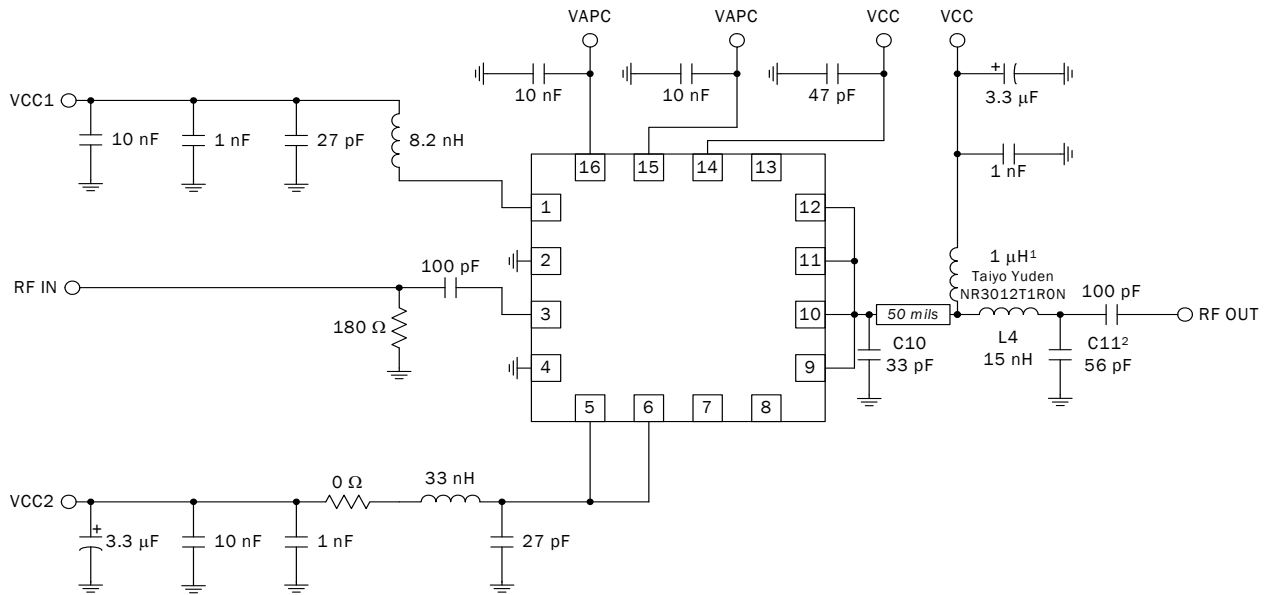 VAPC
VAPC
VCC
VCC
10 nF
10 nF
47 pF
+
3.3 µF
VCC1
10 nF
1 nF
27 pF
8.2 nH
1 nF
16
15
14
13
1
2
3
4
12
11
10
9
5
6
7
8
RF IN
100 pF
180 Ω
1 µH¹
Taiyo Yuden
NR3012T1R0N
50 mils
C10
33 pF
L4
15 nH
100 pF
C11²
56 pF
RF OUT
VCC2
0 Ω
33 nH
+
3.3 µF
10 nF
1 nF
27 pF